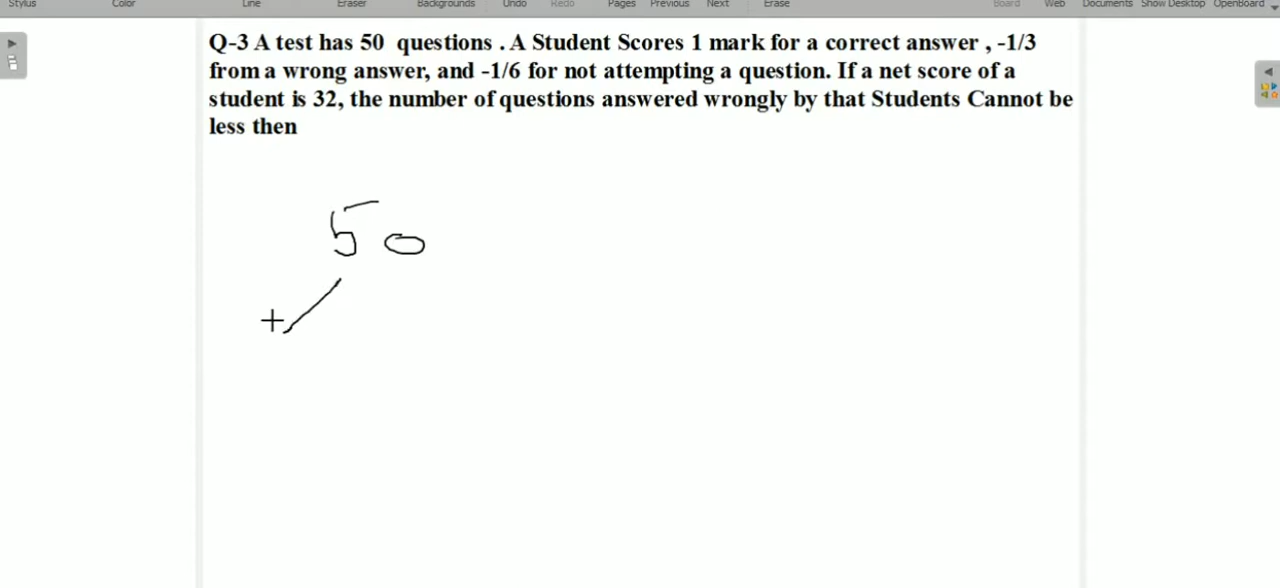 Stylus Color Line Eraser Backgrounds Undo Redo Pages Previous Next Erase Board Web Documents Show Desktop OpenBoard
Q-3 A test has 50 questions . A Student Scores 1 mark for a correct answer , -1/3
from a wrong answer, and -1/6 for not attempting a question. If a net score of a
student is 32, the number of questions answered wrongly by that Students Cannot be
less then
50
+